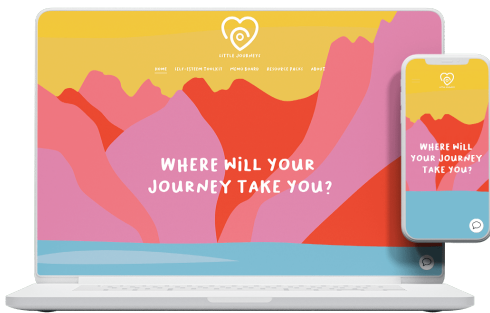 LITTLE JOURNEYS
HOME SELF-ESTEEM TOOLKIT MEMO BOARD RESOURCE PACKS ABOUT
WHERE WiLL YOUR
JOURNEY TAKE YOU?
WHERE WiLL
YOUR JOURNEY
TAKE YOU?